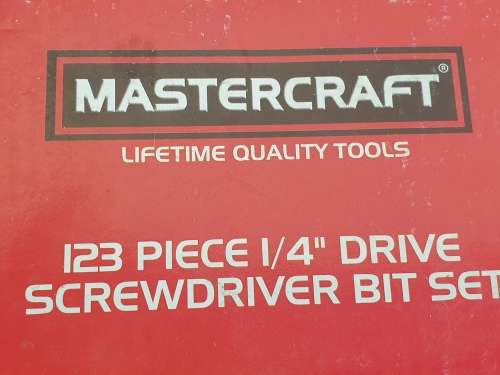 MASTERCRAFT®
LIFETIME QUALITY TOOLS
123 PIECE 1/4" DRIVE
SCREWDRIVER BIT SET